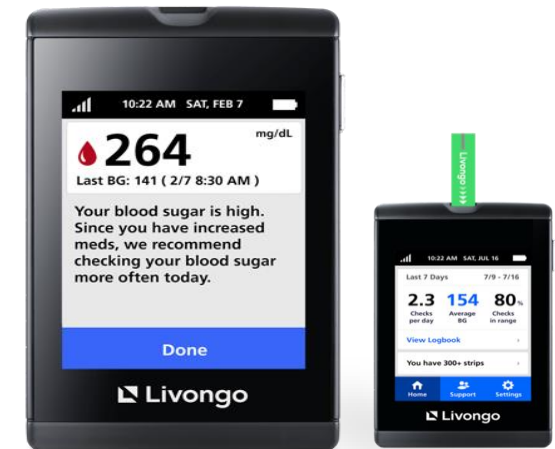 10:22 AM SAT, FEB 7
264 mg/dL
Last BG: 141 ( 2/7 8:30 AM )
Your blood sugar is high.
Since you have increased
meds, we recommend
checking your blood sugar
more often today.
Done
Livongo
Livongo
10:22 AM SAT, JUL 16
Last 7 Days 7/9 - 7/16
2.3 154 80%
Checks per day
Average BG
Checks in range
View Logbook
You have 300+ strips
Home Support Settings
Livongo